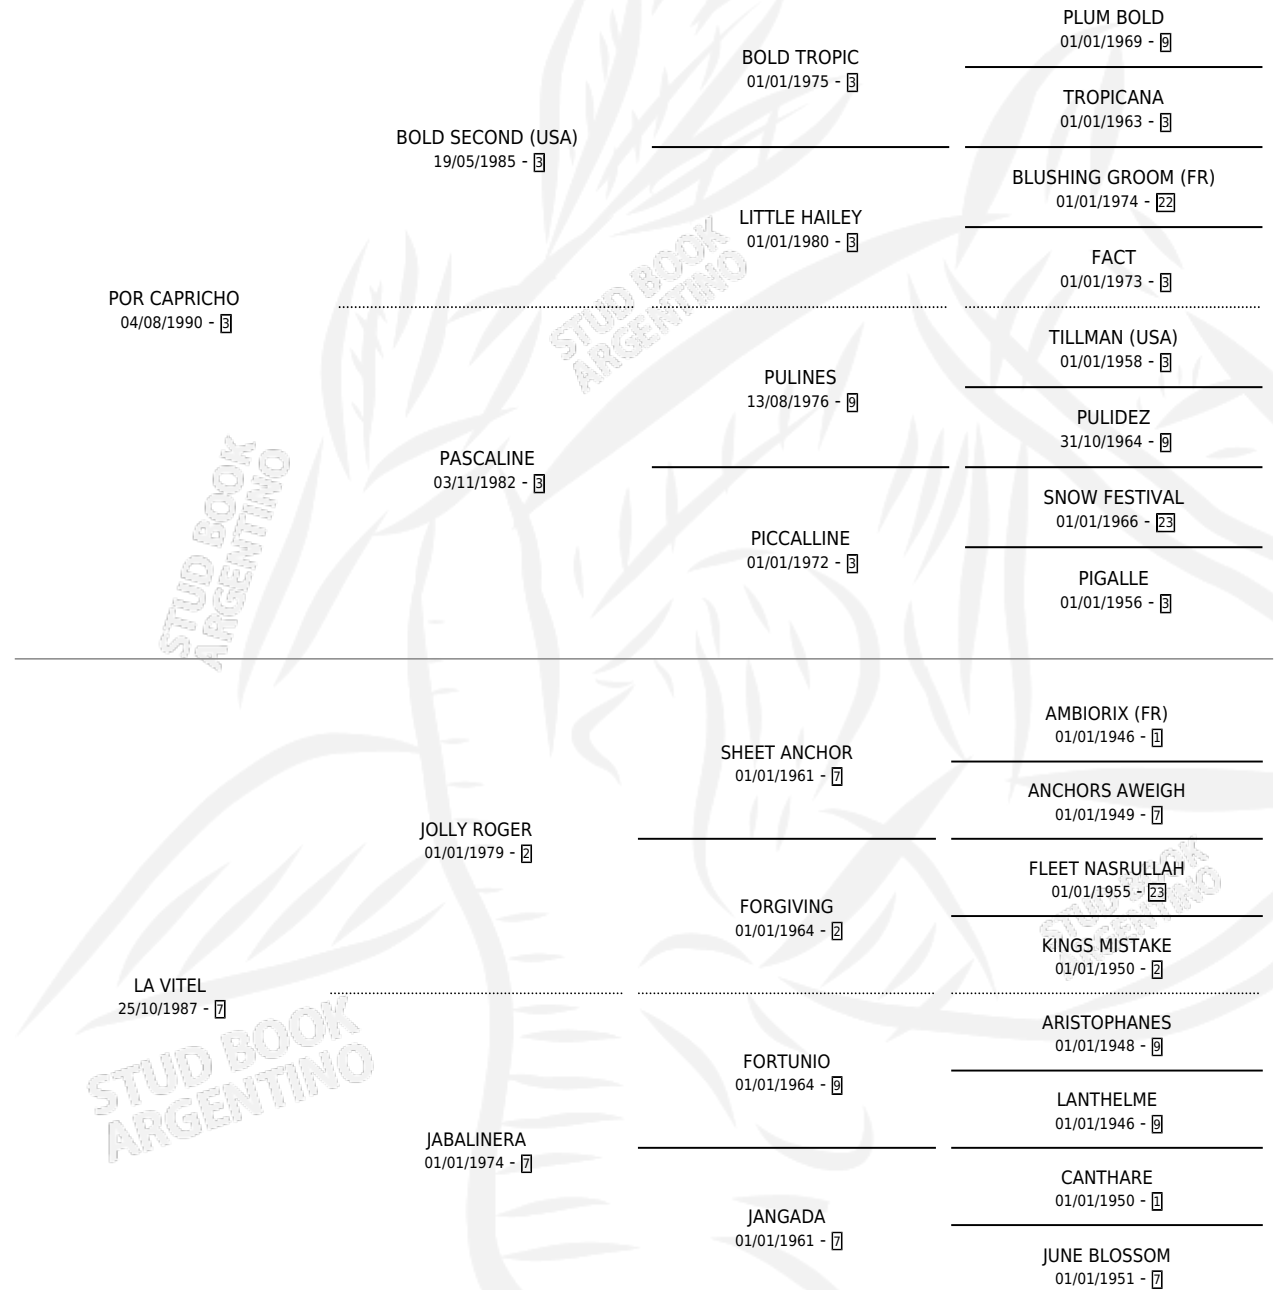 PLUM BOLD
01/01/1969 - 9
BOLD TROPIC
01/01/1975 - 3
TROPICANA
01/01/1963 - 3
BOLD SECOND (USA)
19/05/1985 - 3
BLUSHING GROOM (FR)
01/01/1974 - 22
LITTLE HAILEY
01/01/1980 - 3
FACT
01/01/1973 - 3
POR CAPRICHO
04/08/1990 - 3
TILLMAN (USA)
01/01/1958 - 3
PULINES
13/08/1976 - 9
PULIDEZ
31/10/1964 - 9
PASCALINE
03/11/1982 - 3
SNOW FESTIVAL
01/01/1966 - 23
PICCALLINE
01/01/1972 - 3
PIGALLE
01/01/1956 - 3
AMBIORIX (FR)
01/01/1946 - 1
SHEET ANCHOR
01/01/1961 - 7
ANCHORS AWEIGH
01/01/1949 - 7
JOLLY ROGER
01/01/1979 - 2
FLEET NASRULLAH
01/01/1955 - 23
FORGIVING
01/01/1964 - 2
KINGS MISTAKE
01/01/1950 - 2
LA VITEL
25/10/1987 - 7
ARISTOPHANES
01/01/1948 - 9
FORTUNIO
01/01/1964 - 9
LANTHELME
01/01/1946 - 9
JABALINERA
01/01/1974 - 7
CANTHARE
01/01/1950 - 1
JANGADA
01/01/1961 - 7
JUNE BLOSSOM
01/01/1951 - 7
STUD BOOK
ARGENTINO
STUD BOOK
ARGENTINO
STUD BOOK
ARGENTINO
STUD BOOK
ARGENTINO